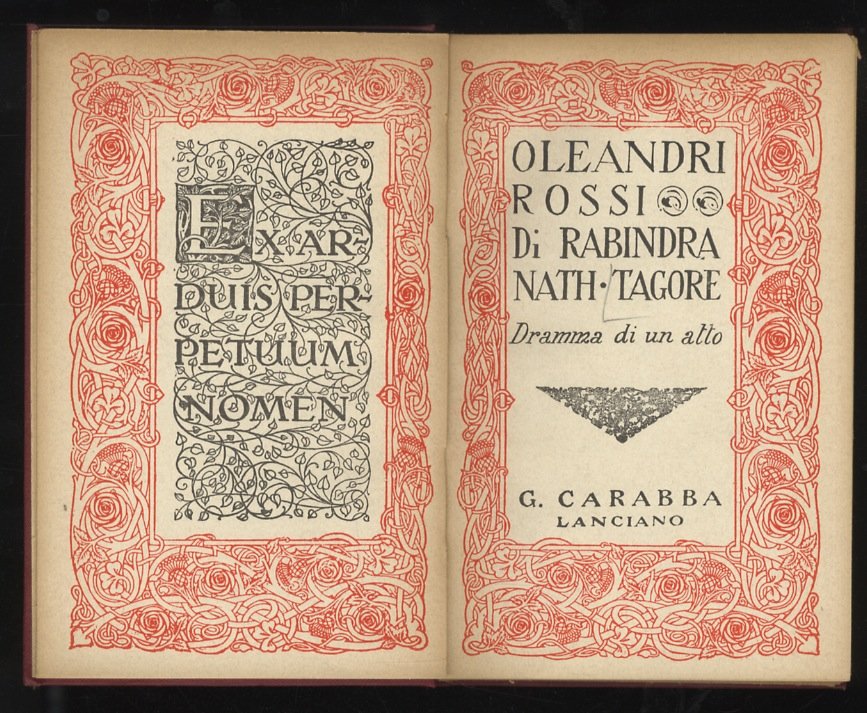 EX AR-
DUIS PER-
PETUUM
NOMEN
OLEANDRI
ROSSI
Di RABINDRA
NATH·TAGORE
Dramma di un atto
G. CARABBA
LANCIANO